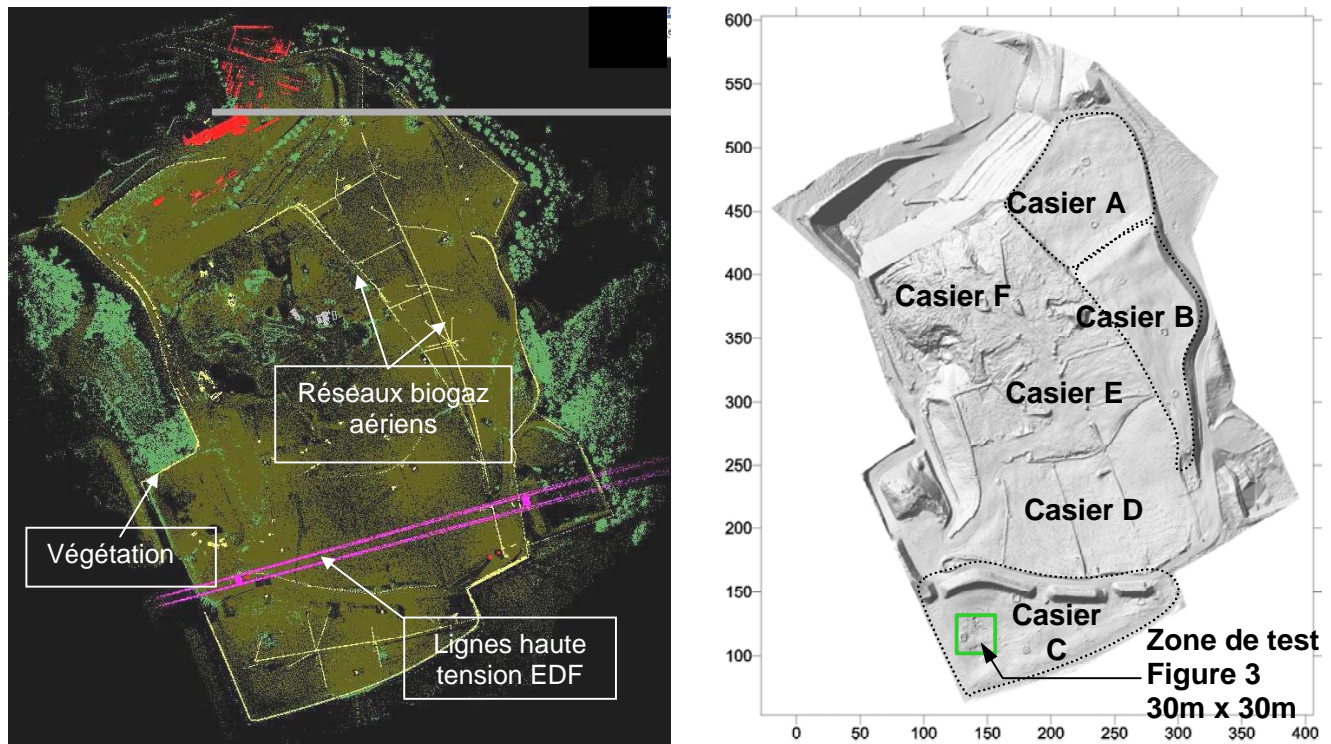 Réseaux biogaz
aériens
Végétation
Lignes haute
tension EDF
600
550
500
450
400
350
300
250
200
150
100
Casier A
Casier F
Casier B
Casier E
Casier D
Casier
C
Zone de test
Figure 3
30m x 30m
0 50 100 150 200 250 300 350 400